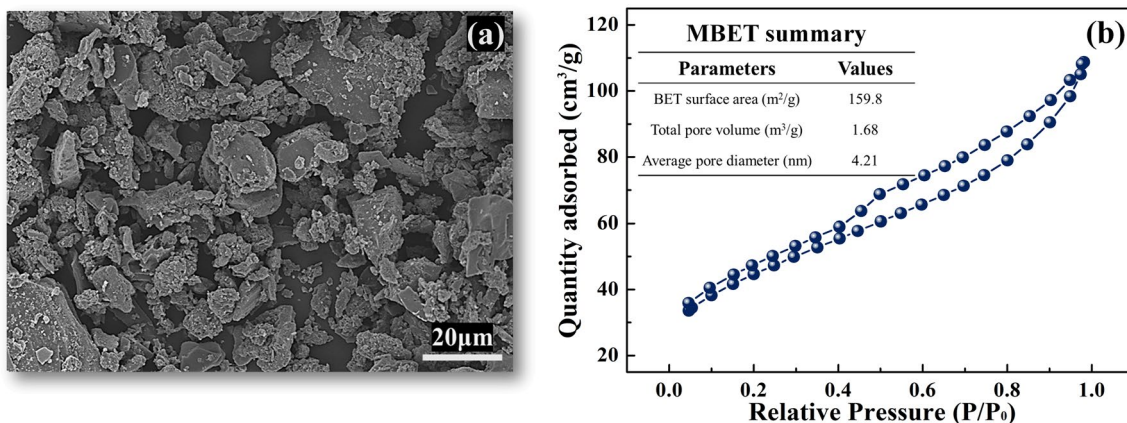 (a)
20μm
(b)
MBET summary
Parameters Values
BET surface area (m²/g) 159.8
Total pore volume (m³/g) 1.68
Average pore diameter (nm) 4.21
Quantity adsorbed (cm³/g)
120
100
80
60
40
20
0.0 0.2 0.4 0.6 0.8 1.0
Relative Pressure (P/P₀)